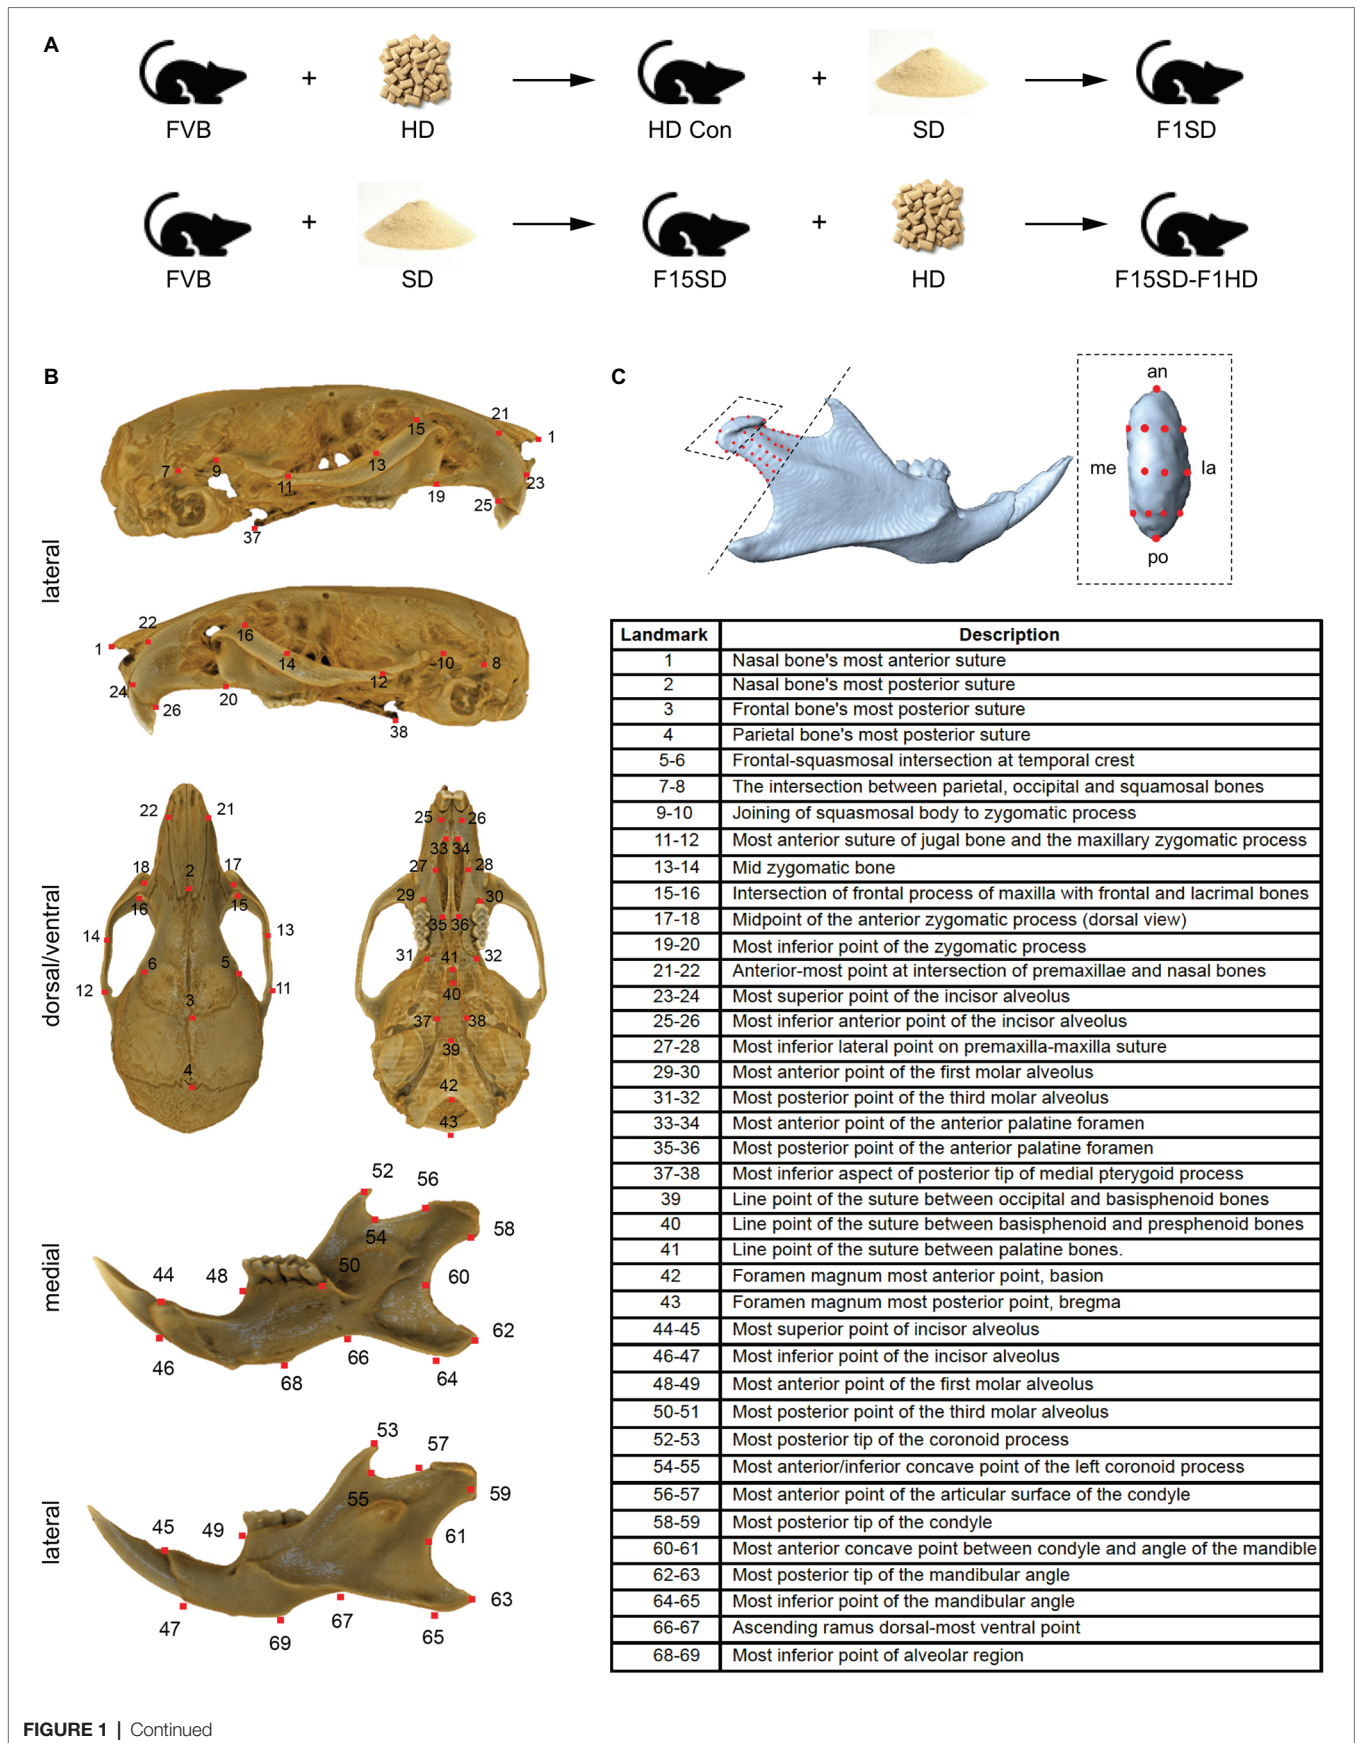 A
+
+
FVB
HD
HD Con
SD
F1SD
+
+
FVB
SD
F15SD
HD
F15SD-F1HD
B
lateral
15
21
1
13
7
9
11
19
23
25
37
22
16
1
14
10
8
12
24
20
26
38
dorsal/ventral
22
21
18
2
17
16
15
14
13
6
5
12
3
11
4
25
26
33
34
27
28
29
30
35
36
31
41
32
40
37
38
39
42
43
medial
52
56
58
54
44
48
50
60
62
46
66
68
64
lateral
53
57
55
59
45
49
61
63
47
67
69
65
C
an
me
la
po
Landmark Description
1 Nasal bone's most anterior suture
2 Nasal bone's most posterior suture
3 Frontal bone's most posterior suture
4 Parietal bone's most posterior suture
5-6 Frontal-squasmosal intersection at temporal crest
7-8 The intersection between parietal, occipital and squamosal bones
9-10 Joining of squasmosal body to zygomatic process
11-12 Most anterior suture of jugal bone and the maxillary zygomatic process
13-14 Mid zygomatic bone
15-16 Intersection of frontal process of maxilla with frontal and lacrimal bones
17-18 Midpoint of the anterior zygomatic process (dorsal view)
19-20 Most inferior point of the zygomatic process
21-22 Anterior-most point at intersection of premaxillae and nasal bones
23-24 Most superior point of the incisor alveolus
25-26 Most inferior anterior point of the incisor alveolus
27-28 Most inferior lateral point on premaxilla-maxilla suture
29-30 Most anterior point of the first molar alveolus
31-32 Most posterior point of the third molar alveolus
33-34 Most anterior point of the anterior palatine foramen
35-36 Most posterior point of the anterior palatine foramen
37-38 Most inferior aspect of posterior tip of medial pterygoid process
39 Line point of the suture between occipital and basisphenoid bones
40 Line point of the suture between basisphenoid and presphenoid bones
41 Line point of the suture between palatine bones.
42 Foramen magnum most anterior point, basion
43 Foramen magnum most posterior point, bregma
44-45 Most superior point of incisor alveolus
46-47 Most inferior point of the incisor alveolus
48-49 Most anterior point of the first molar alveolus
50-51 Most posterior point of the third molar alveolus
52-53 Most posterior tip of the coronoid process
54-55 Most anterior/inferior concave point of the left coronoid process
56-57 Most anterior point of the articular surface of the condyle
58-59 Most posterior tip of the condyle
60-61 Most anterior concave point between condyle and angle of the mandible
62-63 Most posterior tip of the mandibular angle
64-65 Most inferior point of the mandibular angle
66-67 Ascending ramus dorsal-most ventral point
68-69 Most inferior point of alveolar region
FIGURE 1 | Continued